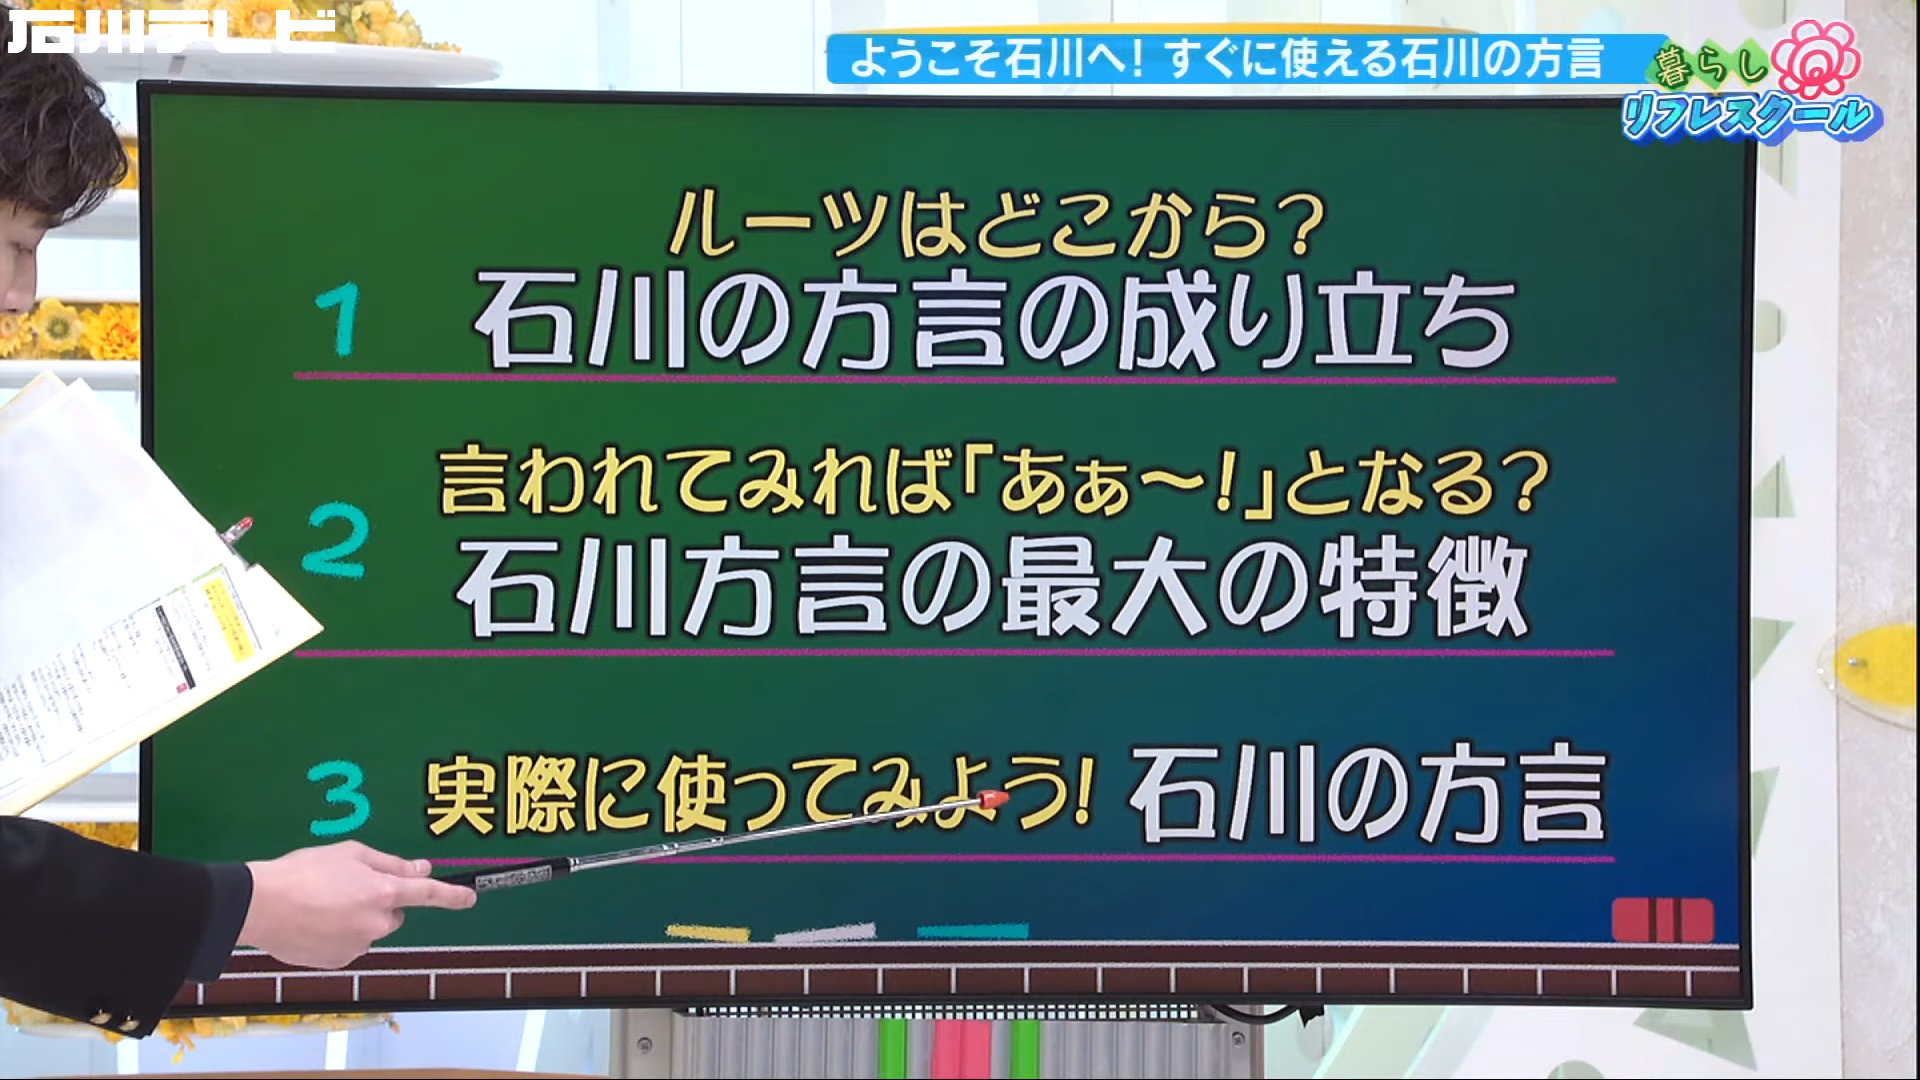 石川テレビ
ようこそ石川へ！すぐに使える石川の方言
暮らし
リフレスクール
ルーツはどこから？
1 石川の方言の成り立ち
言われてみれば「あぁ〜！」となる？
2 石川方言の最大の特徴
3 実際に使ってみよう！ 石川の方言